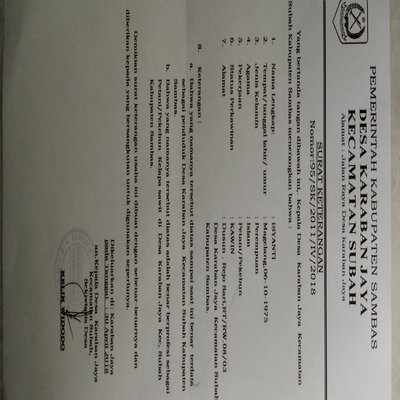 PEMERINTAH KABUPATEN SAMBAS
DESA KARABAN JAYA
KECAMATAN SUBAH
Alamat : Jalan Raya Desa Karaban Jaya
SURAT KETERANGAN
Nomor:95/SK/2011/IV/2018
Yang bertanda tangan dibawah ini,. Kepala Desa Karaban Jaya Kecamatan
Subah Kabupaten Sambas menerangkan bahwa :
1. Nama Lengkap: : ISYANTI
2. Tempat/tanggal lahir/ umur : Magelang,06-10-1975
3. Jenis Kelamin : Perempuan
4. Agama : Islam
5. Pekerjaan : Petani/Pekebun
6. Status Perkawinan : KAWIN
7. Alamat : Dusun . Rejo Sari,RT/RW.08/03
Desa Karaban Jaya Kecamatan Subah
Kabupaten Sambas.
8. Keterangan :
a. Bahwa yang namanya tersebut diatas sampai saat ini benar terdata
sebagai penduduk Desa Karaban Jaya Kecamatan Subah Kabupaten
Sambas.
b. Bahwa yang namanya tersebut diatas adalah benar berprofesi sebagai
Petani/Pekebun Kelapa sawit di Desa Karaban Jaya Kec, Subah
Kabupaten Sambas.
Demikian surat keterangan usaha ini dibuat dengan sebenar-benarnya dan
diberikan kepada yang bersangkutan untuk digunakan seperlunya.
Dikeluarkan di: Karaban Jaya
pada Tanggal : 30 April 2018
an.Kepala Desa Karaban Jaya
Kecamatan Subah,
Sekretaris Desa
KELIK WIDODO